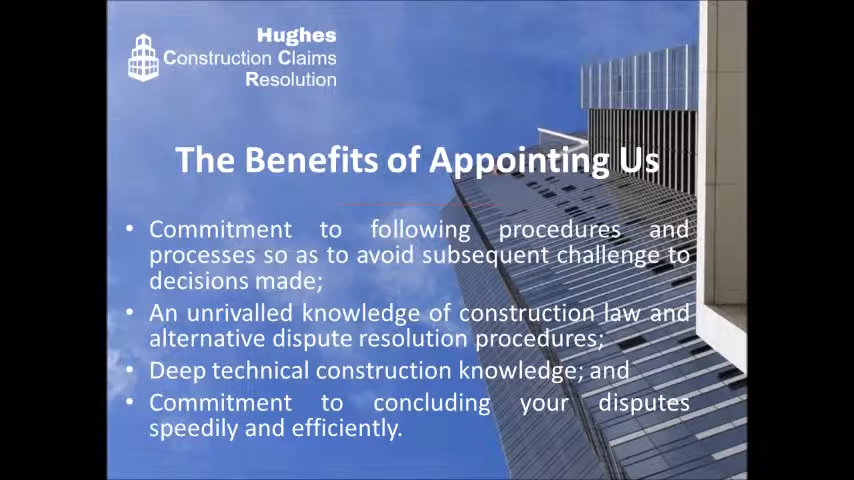 Hughes
Construction Claims
Resolution
The Benefits of Appointing Us
• Commitment to following procedures and
processes so as to avoid subsequent challenge to
decisions made;
• An unrivalled knowledge of construction law and
alternative dispute resolution procedures;
• Deep technical construction knowledge; and
• Commitment to concluding your disputes
speedily and efficiently.